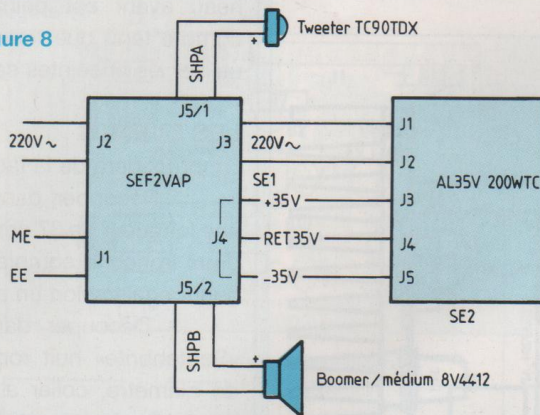 ure 8
Tweeter TC90TDX
+
SHPA
J5/1
220V~
J2
J3
220V~
J1
SEF2VAP
SE1
J2
AL35V 200WTC
+35V
J3
ME
J4
RET35V
J4
J1
EE
-35V
J5
J5/2
SE2
SHPB
+
Boomer/médium 8V4412